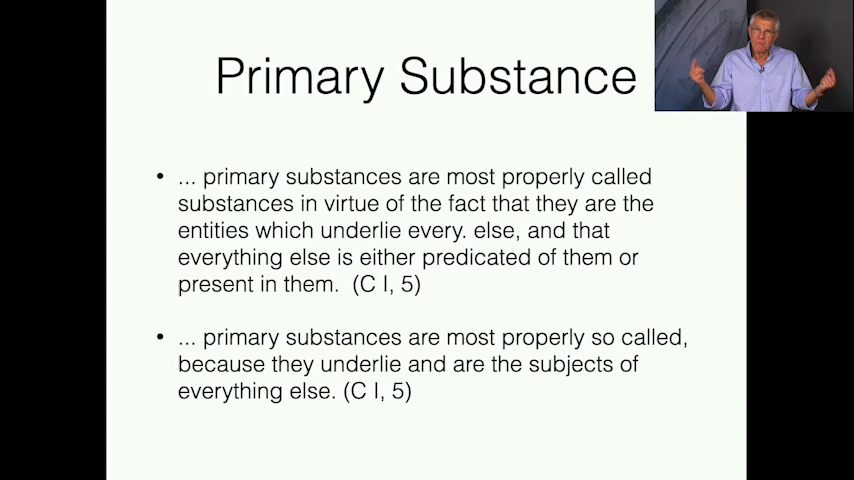 Primary Substance
• ... primary substances are most properly called
substances in virtue of the fact that they are the
entities which underlie every. else, and that
everything else is either predicated of them or
present in them.  (C I, 5)
• ... primary substances are most properly so called,
because they underlie and are the subjects of
everything else. (C I, 5)